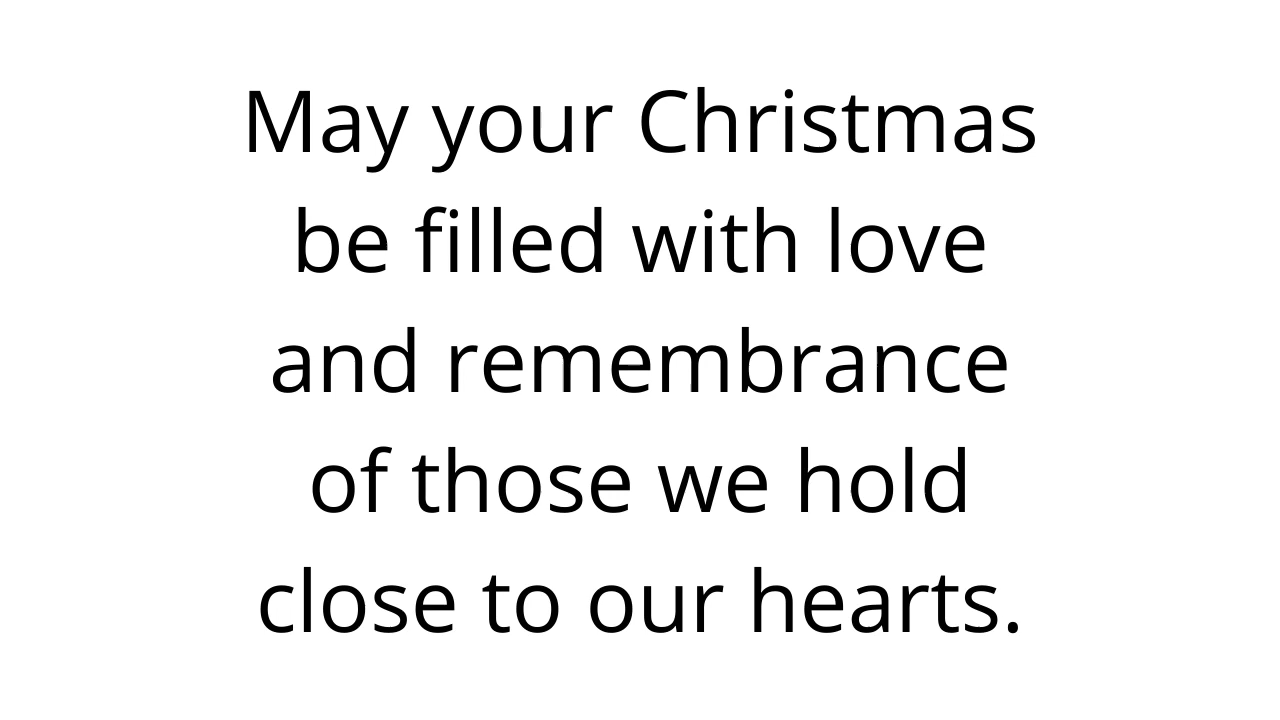 May your Christmas
be filled with love
and remembrance
of those we hold
close to our hearts.